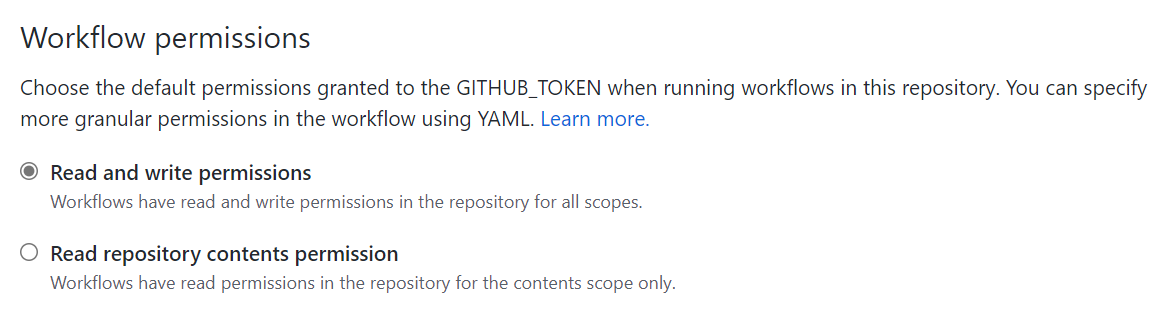 Workflow permissions
Choose the default permissions granted to the GITHUB_TOKEN when running workflows in this repository. You can specify
more granular permissions in the workflow using YAML. Learn more.
Read and write permissions
Workflows have read and write permissions in the repository for all scopes.
Read repository contents permission
Workflows have read permissions in the repository for the contents scope only.